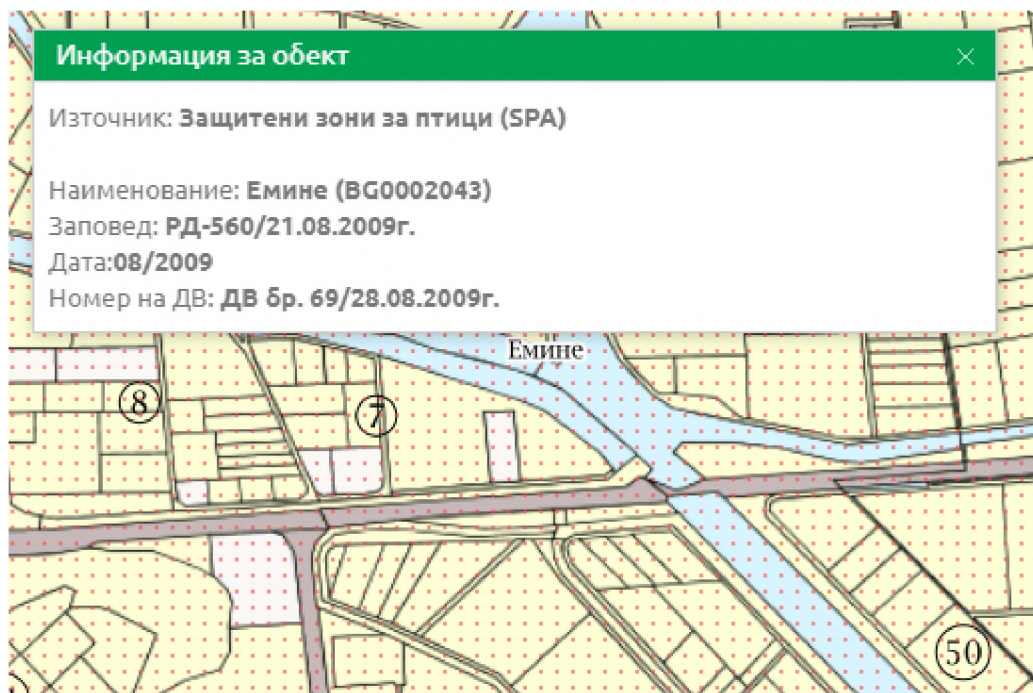 Информация за обект
Източник: Защитени зони за птици (SPA)
Наименование: Емине (BG0002043)
Заповед: РД-560/21.08.2009г.
Дата:08/2009
Номер на ДВ: ДВ бр. 69/28.08.2009г.
Емине
8
7
50